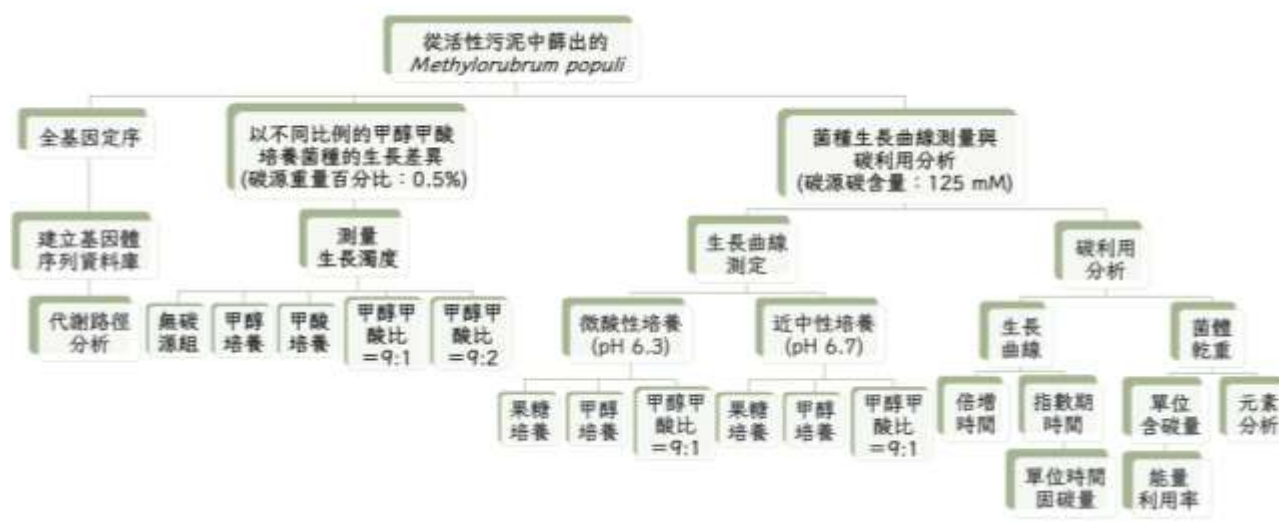 從活性污泥中篩出的
Methylorubrum populi
全基因定序
以不同比例的甲醇甲酸
培養菌種的生長差異
(碳源重量百分比：0.5%)
菌種生長曲線測量與
碳利用分析
(碳源碳含量：125 mM)
建立基因體
序列資料庫
測量
生長濁度
生長曲線
測定
碳利用
分析
代謝路徑
分析
無碳
源組
甲醇
培養
甲酸
培養
甲醇甲
酸比
＝9:1
甲醇甲
酸比
＝9:2
微酸性培養
(pH 6.3)
近中性培養
(pH 6.7)
生長
曲線
菌體
乾重
果糖
培養
甲醇
培養
甲醇甲
酸比
＝9:1
果糖
培養
甲醇
培養
甲醇甲
酸比
＝9:1
倍增
時間
指數期
時間
單位
含碳量
元素
分析
單位時間
固碳量
能量
利用率